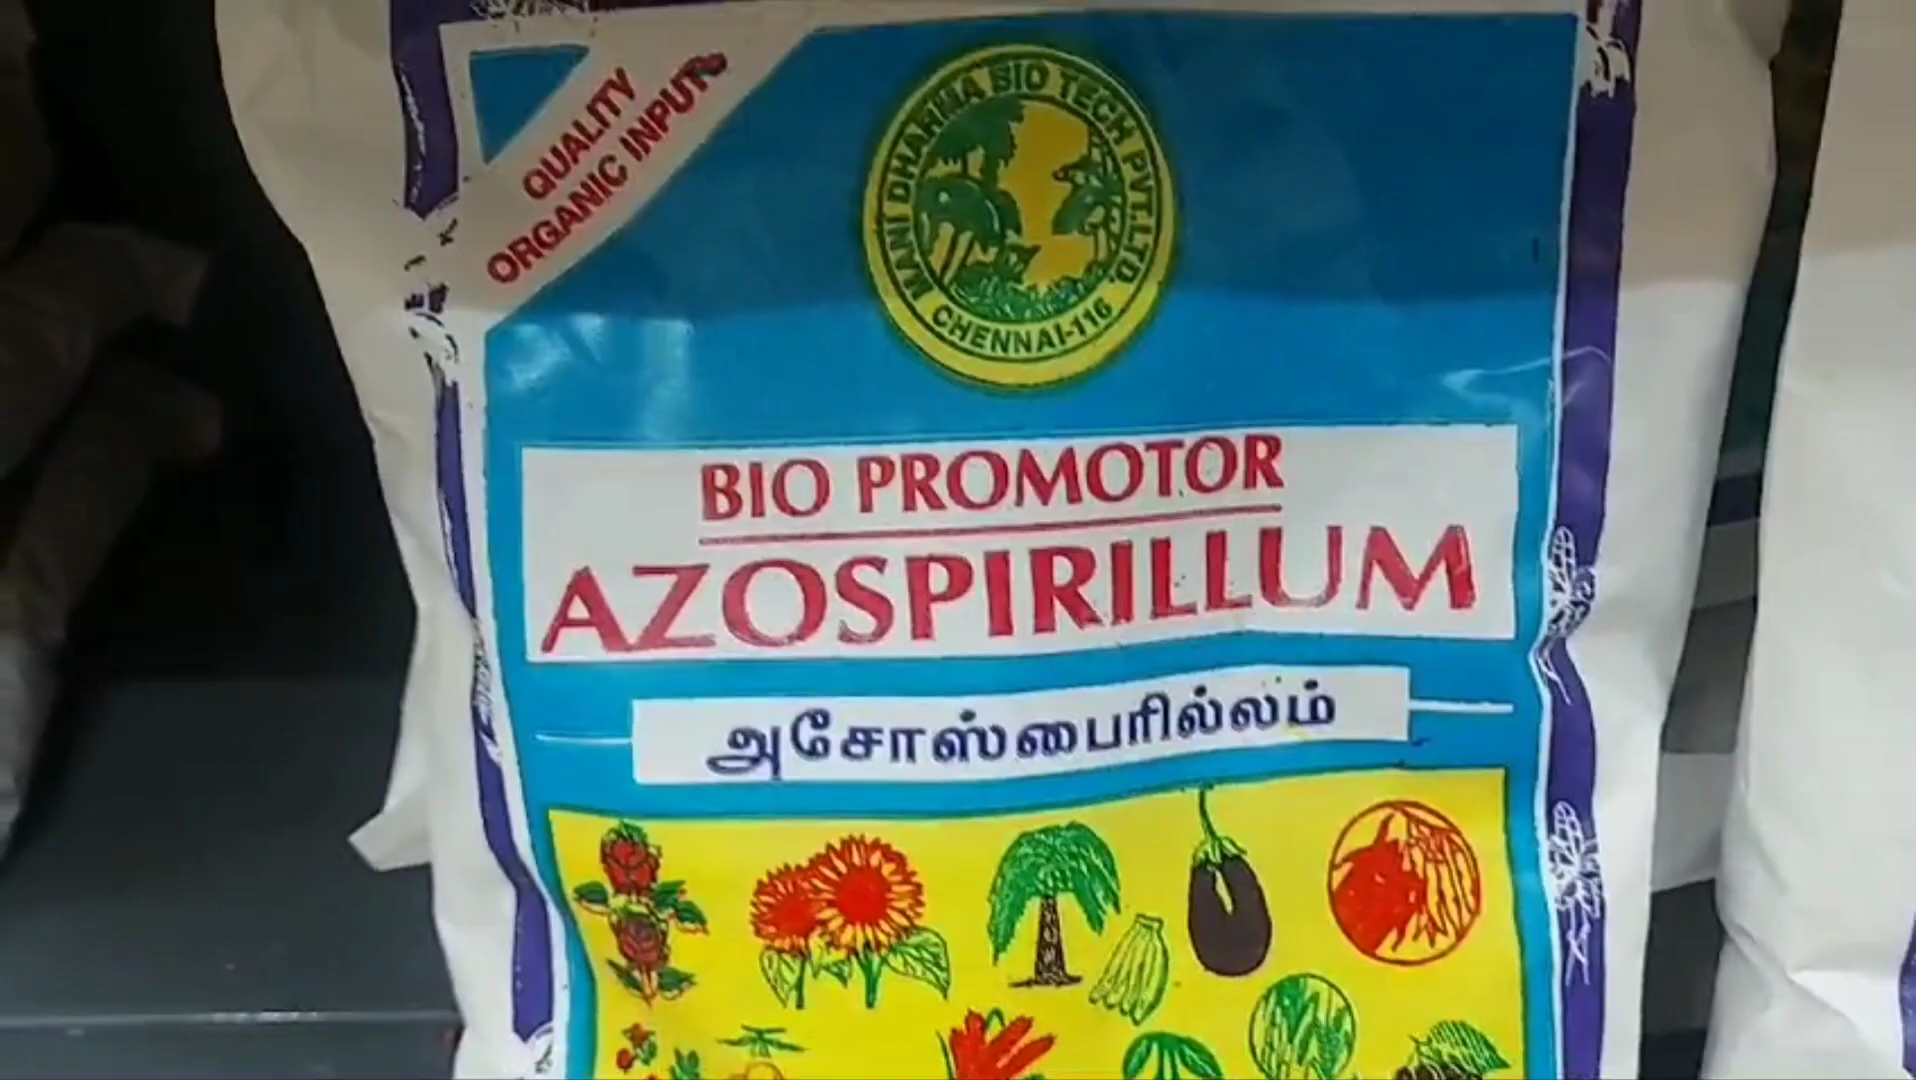 QUALITY
ORGANIC INPUTS
MANI DHARMA BIO TECH PVT.LTD.
CHENNAI-116
BIO PROMOTOR
AZOSPIRILLUM
அசோஸ்பைரில்லம்